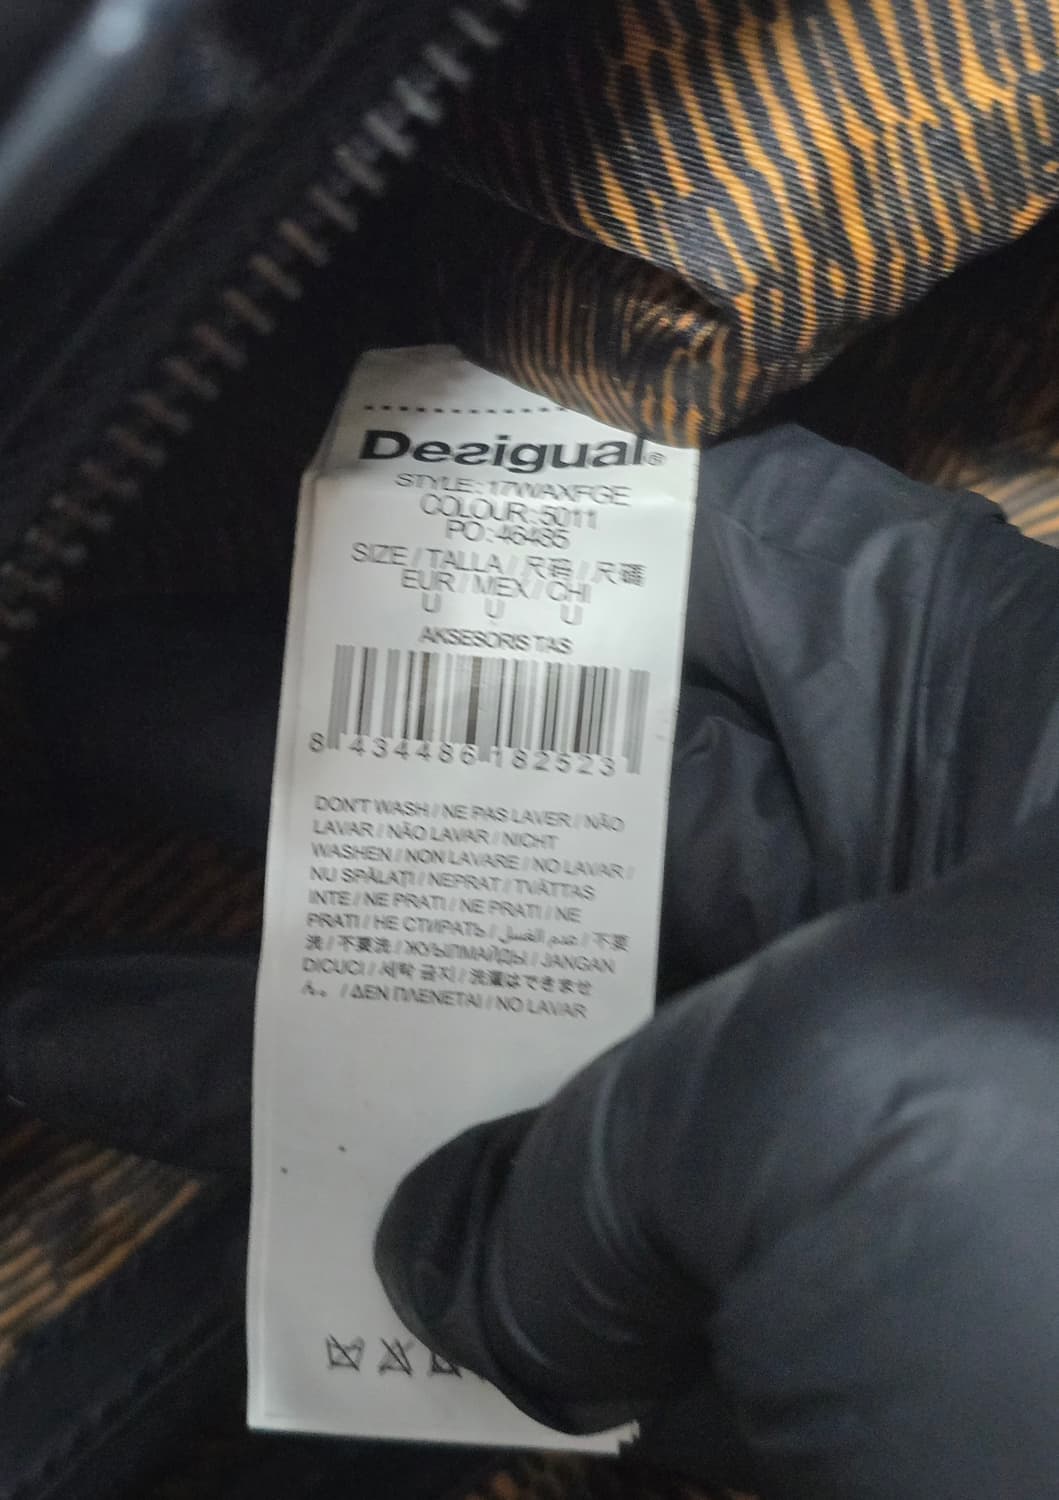 Desigual®
STYLE: 17WAXFGE
COLOUR: 5011
PO: 46485
SIZE / TALLA / 尺码 / 尺碼
EUR / MEX / CHI
U U U
AKSESORIS TAS
8 434486 182523
DON'T WASH / NE PAS LAVER / NÃO
LAVAR / NÃO LAVAR / NICHT
WASHEN / NON LAVARE / NO LAVAR /
NU SPĂLAȚI / NEPRAT / TVÄTTAS
INTE / NE PRATI / NE PRATI / NE
PRATI / НЕ СТИРАТЬ / عدم الغسل / 不要
洗 / 不要洗 / ЖУЫЛМАЙДЫ / JANGAN
DICUCI / 세탁 금지 / 洗濯はできませ
ん。 / ΔΕΝ ΠΛΕΝΕΤΑΙ / NO LAVAR